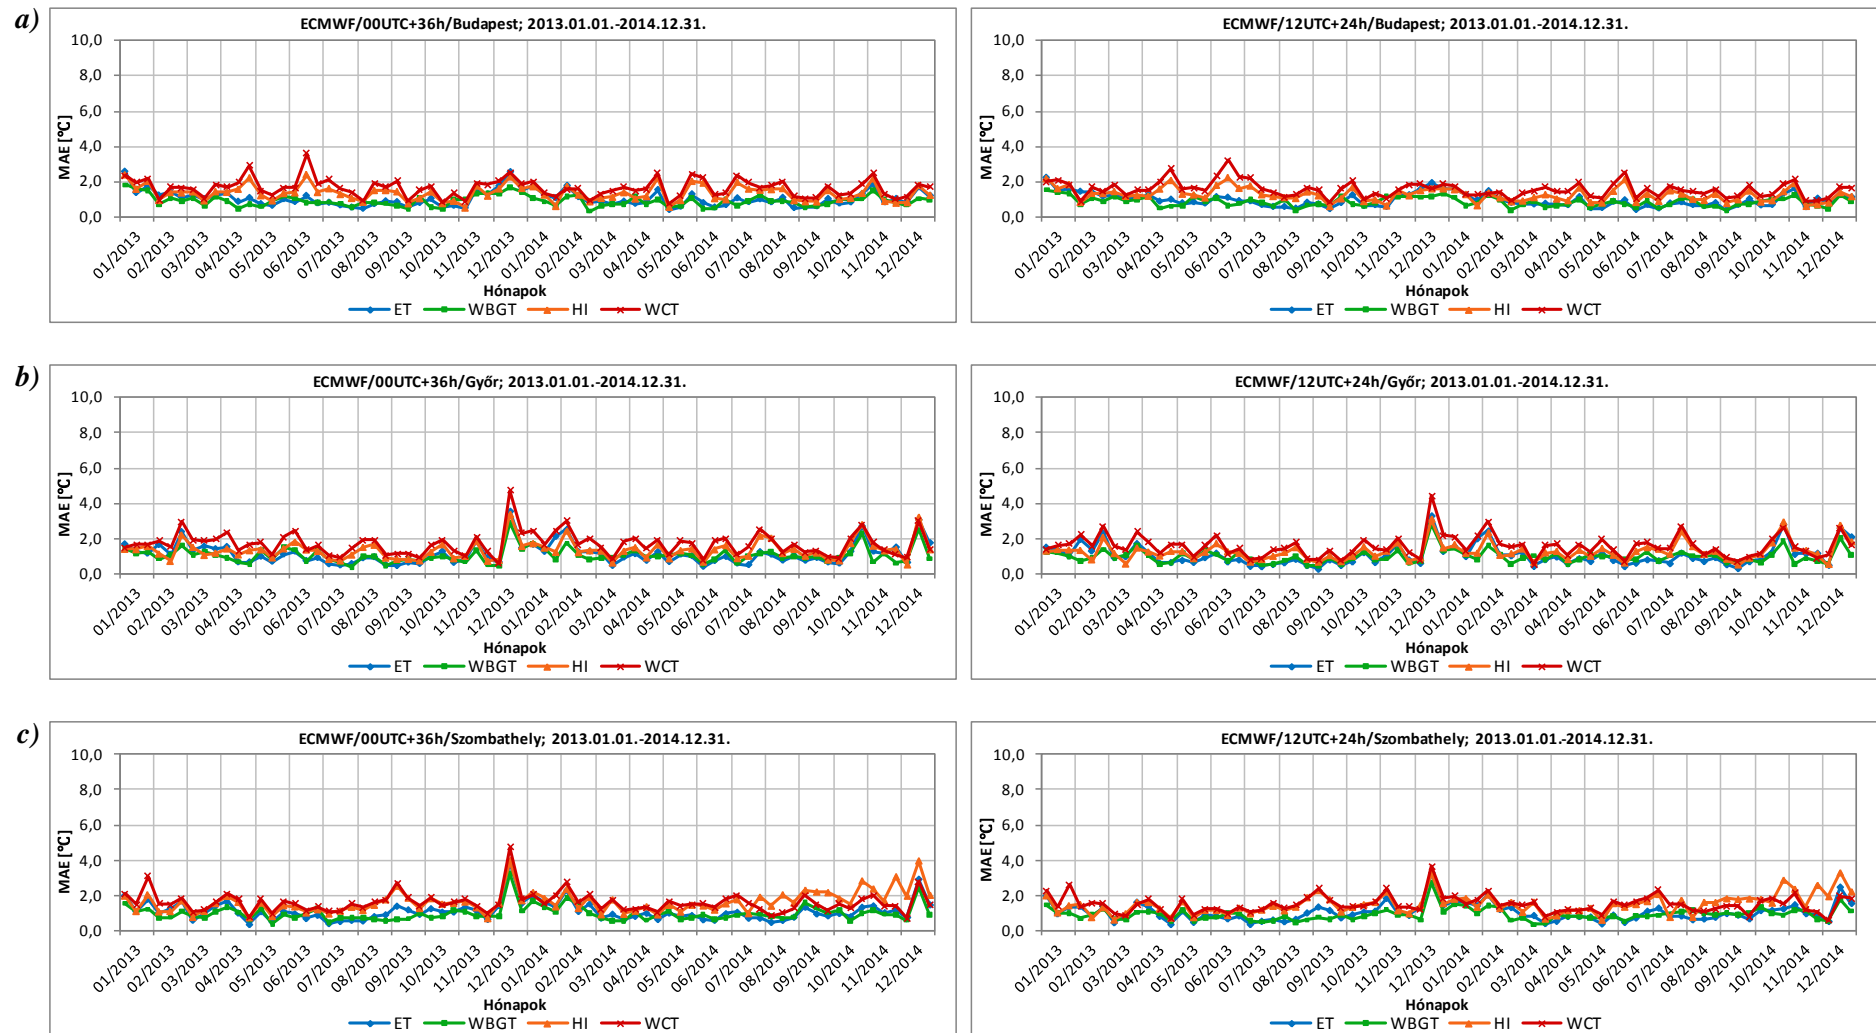 a)
ECMWF/00UTC+36h/Budapest; 2013.01.01.-2014.12.31.
MAE [°C]
10,0
8,0
6,0
4,0
2,0
0,0
01/2013 02/2013 03/2013 04/2013 05/2013 06/2013 07/2013 08/2013 09/2013 10/2013 11/2013 12/2013 01/2014 02/2014 03/2014 04/2014 05/2014 06/2014 07/2014 08/2014 09/2014 10/2014 11/2014 12/2014
Hónapok
ET WBGT HI WCT
ECMWF/12UTC+24h/Budapest; 2013.01.01.-2014.12.31.
MAE [°C]
10,0
8,0
6,0
4,0
2,0
0,0
01/2013 02/2013 03/2013 04/2013 05/2013 06/2013 07/2013 08/2013 09/2013 10/2013 11/2013 12/2013 01/2014 02/2014 03/2014 04/2014 05/2014 06/2014 07/2014 08/2014 09/2014 10/2014 11/2014 12/2014
Hónapok
ET WBGT HI WCT
b)
ECMWF/00UTC+36h/Győr; 2013.01.01.-2014.12.31.
MAE [°C]
10,0
8,0
6,0
4,0
2,0
0,0
01/2013 02/2013 03/2013 04/2013 05/2013 06/2013 07/2013 08/2013 09/2013 10/2013 11/2013 12/2013 01/2014 02/2014 03/2014 04/2014 05/2014 06/2014 07/2014 08/2014 09/2014 10/2014 11/2014 12/2014
Hónapok
ET WBGT HI WCT
ECMWF/12UTC+24h/Győr; 2013.01.01.-2014.12.31.
MAE [°C]
10,0
8,0
6,0
4,0
2,0
0,0
01/2013 02/2013 03/2013 04/2013 05/2013 06/2013 07/2013 08/2013 09/2013 10/2013 11/2013 12/2013 01/2014 02/2014 03/2014 04/2014 05/2014 06/2014 07/2014 08/2014 09/2014 10/2014 11/2014 12/2014
Hónapok
ET WBGT HI WCT
c)
ECMWF/00UTC+36h/Szombathely; 2013.01.01.-2014.12.31.
MAE [°C]
10,0
8,0
6,0
4,0
2,0
0,0
01/2013 02/2013 03/2013 04/2013 05/2013 06/2013 07/2013 08/2013 09/2013 10/2013 11/2013 12/2013 01/2014 02/2014 03/2014 04/2014 05/2014 06/2014 07/2014 08/2014 09/2014 10/2014 11/2014 12/2014
Hónapok
ET WBGT HI WCT
ECMWF/12UTC+24h/Szombathely; 2013.01.01.-2014.12.31.
MAE [°C]
10,0
8,0
6,0
4,0
2,0
0,0
01/2013 02/2013 03/2013 04/2013 05/2013 06/2013 07/2013 08/2013 09/2013 10/2013 11/2013 12/2013 01/2014 02/2014 03/2014 04/2014 05/2014 06/2014 07/2014 08/2014 09/2014 10/2014 11/2014 12/2014
Hónapok
ET WBGT HI WCT